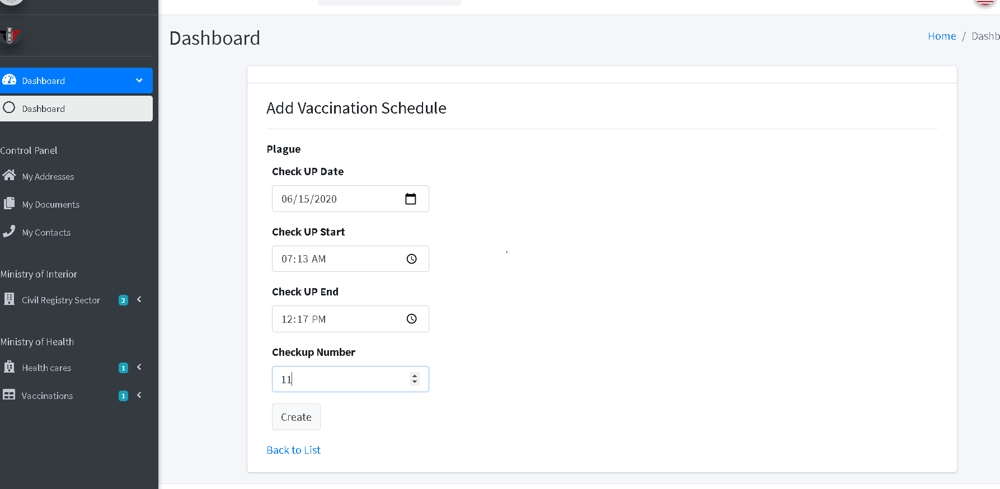 Dashboard
Home / Dashb
Dashboard
Dashboard
Control Panel
My Addresses
My Documents
My Contacts
Ministry of Interior
Civil Registry Sector 2
Ministry of Health
Health cares 1
Vaccinations 1
Add Vaccination Schedule
Plague
Check UP Date
06/15/2020
Check UP Start
07:13 AM
Check UP End
12:17 PM
Checkup Number
11
Create
Back to List